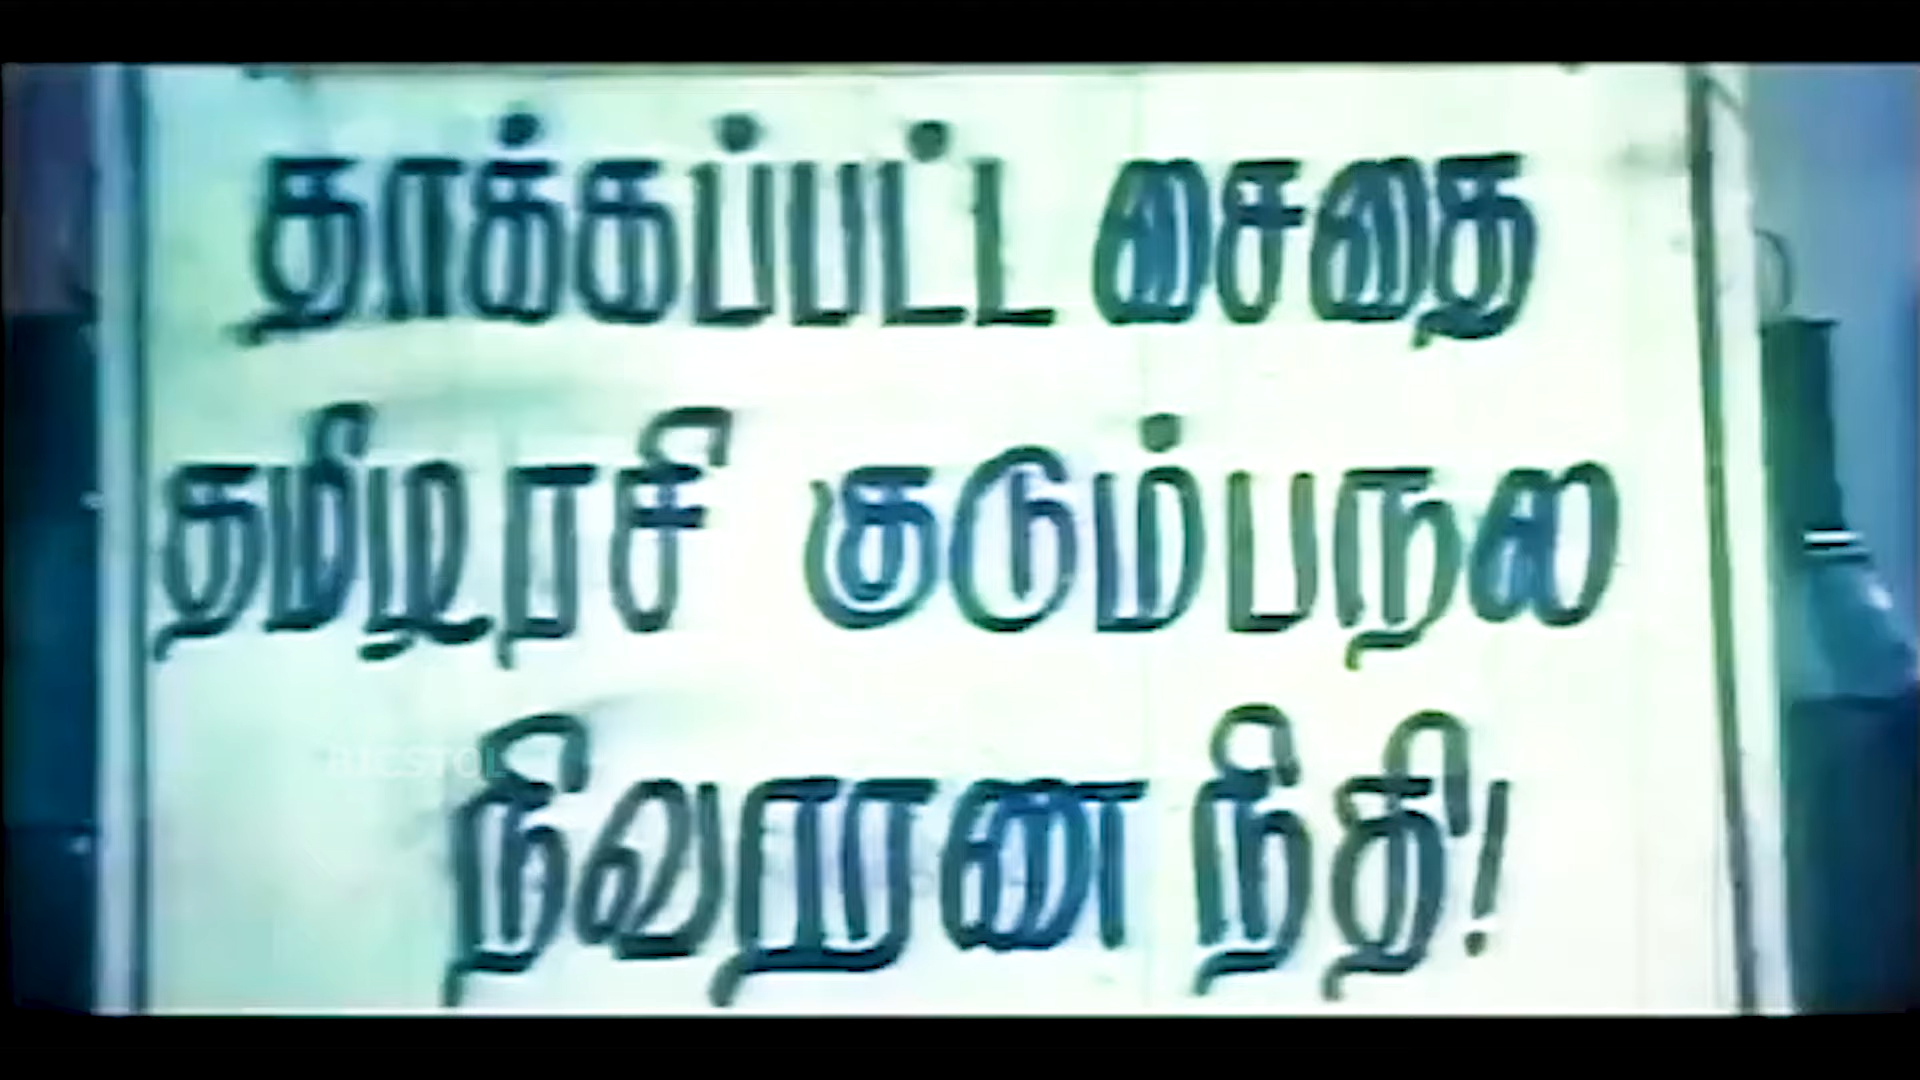 தாக்கப்பட்ட சைதை
தமிழரசி குடும்பநல
நிவாரண நிதி!